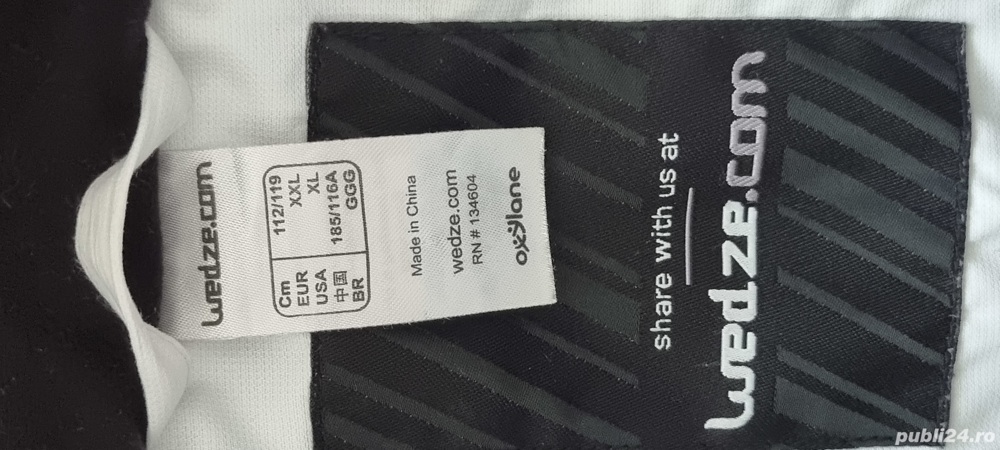 wedze.com
Cm 112/119
EUR XXL
USA XL
中国 185/116A
BR GGG
Made in China
wedze.com
RN # 134604
oxylane
share with us at
wedze.com
publi24.ro